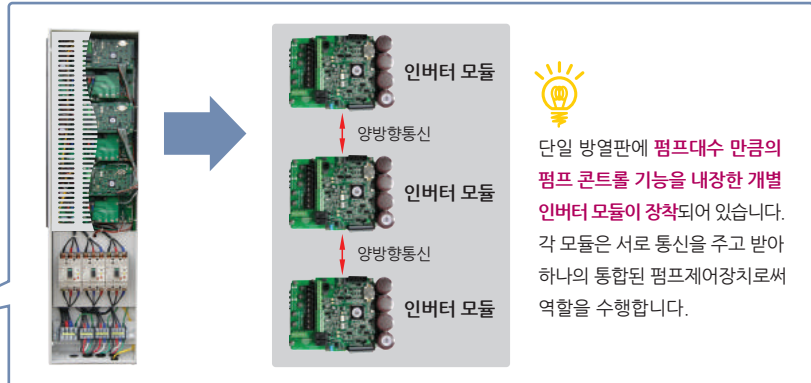 인버터 모듈
양방향통신
인버터 모듈
양방향통신
인버터 모듈
단일 방열판에 펌프대수 만큼의
펌프 콘트롤 기능을 내장한 개별
인버터 모듈이 장착되어 있습니다.
각 모듈은 서로 통신을 주고 받아
하나의 통합된 펌프제어장치로써
역할을 수행합니다.